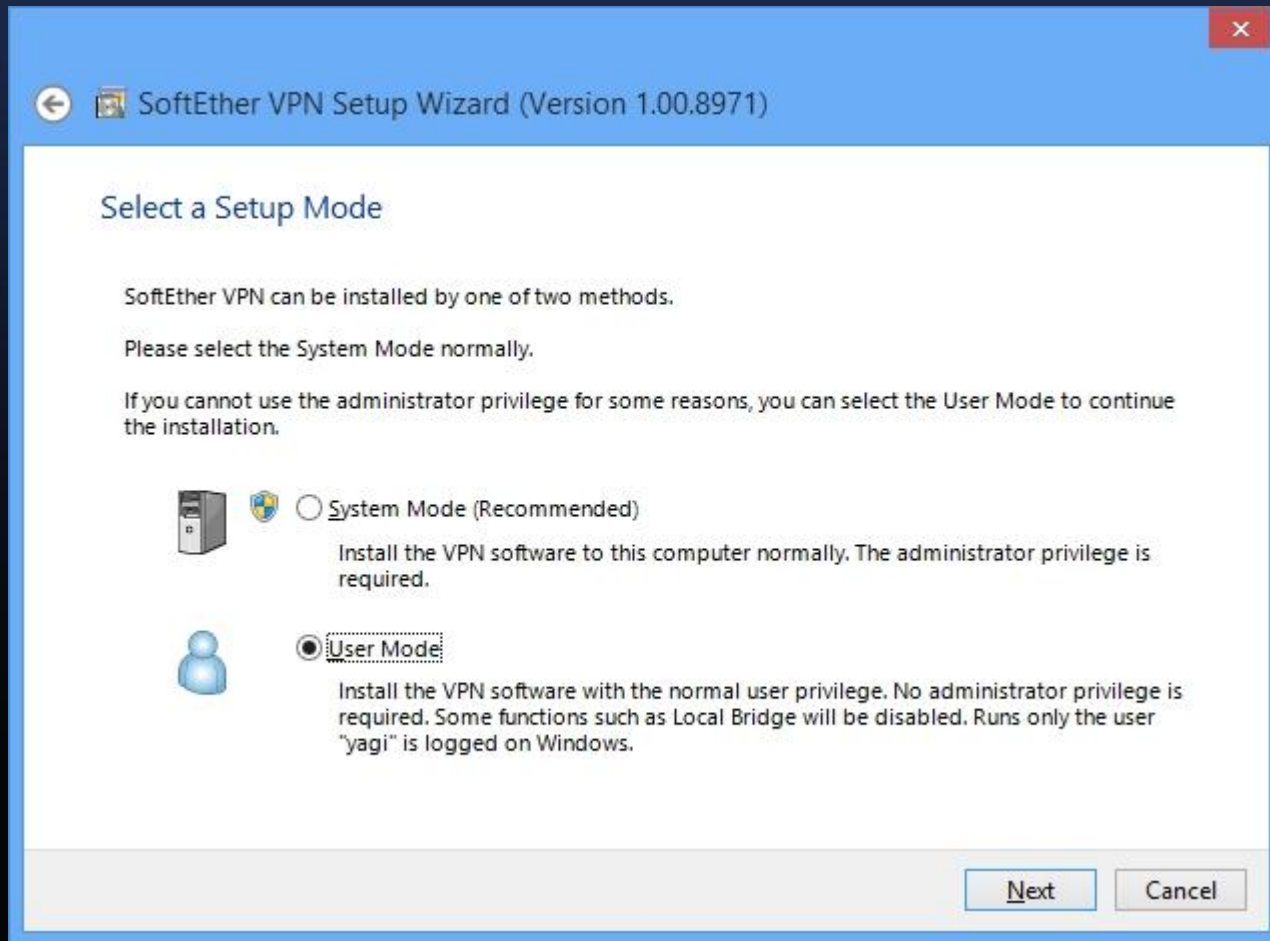 SoftEther VPN Setup Wizard (Version 1.00.8971)
Select a Setup Mode
SoftEther VPN can be installed by one of two methods.
Please select the System Mode normally.
If you cannot use the administrator privilege for some reasons, you can select the User Mode to continue
the installation.
System Mode (Recommended)
Install the VPN software to this computer normally. The administrator privilege is
required.
User Mode
Install the VPN software with the normal user privilege. No administrator privilege is
required. Some functions such as Local Bridge will be disabled. Runs only the user
"yagi" is logged on Windows.
Next Cancel